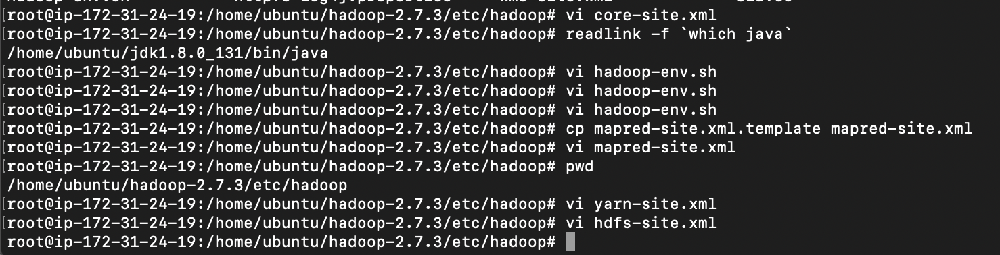 [root@ip-172-31-24-19:/home/ubuntu/hadoop-2.7.3/etc/hadoop# vi core-site.xml
[root@ip-172-31-24-19:/home/ubuntu/hadoop-2.7.3/etc/hadoop# readlink -f `which java`
/home/ubuntu/jdk1.8.0_131/bin/java
[root@ip-172-31-24-19:/home/ubuntu/hadoop-2.7.3/etc/hadoop# vi hadoop-env.sh
[root@ip-172-31-24-19:/home/ubuntu/hadoop-2.7.3/etc/hadoop# vi hadoop-env.sh
[root@ip-172-31-24-19:/home/ubuntu/hadoop-2.7.3/etc/hadoop# vi hadoop-env.sh
[root@ip-172-31-24-19:/home/ubuntu/hadoop-2.7.3/etc/hadoop# cp mapred-site.xml.template mapred-site.xml
[root@ip-172-31-24-19:/home/ubuntu/hadoop-2.7.3/etc/hadoop# vi mapred-site.xml
[root@ip-172-31-24-19:/home/ubuntu/hadoop-2.7.3/etc/hadoop# pwd
/home/ubuntu/hadoop-2.7.3/etc/hadoop
[root@ip-172-31-24-19:/home/ubuntu/hadoop-2.7.3/etc/hadoop# vi yarn-site.xml
[root@ip-172-31-24-19:/home/ubuntu/hadoop-2.7.3/etc/hadoop# vi hdfs-site.xml
root@ip-172-31-24-19:/home/ubuntu/hadoop-2.7.3/etc/hadoop#